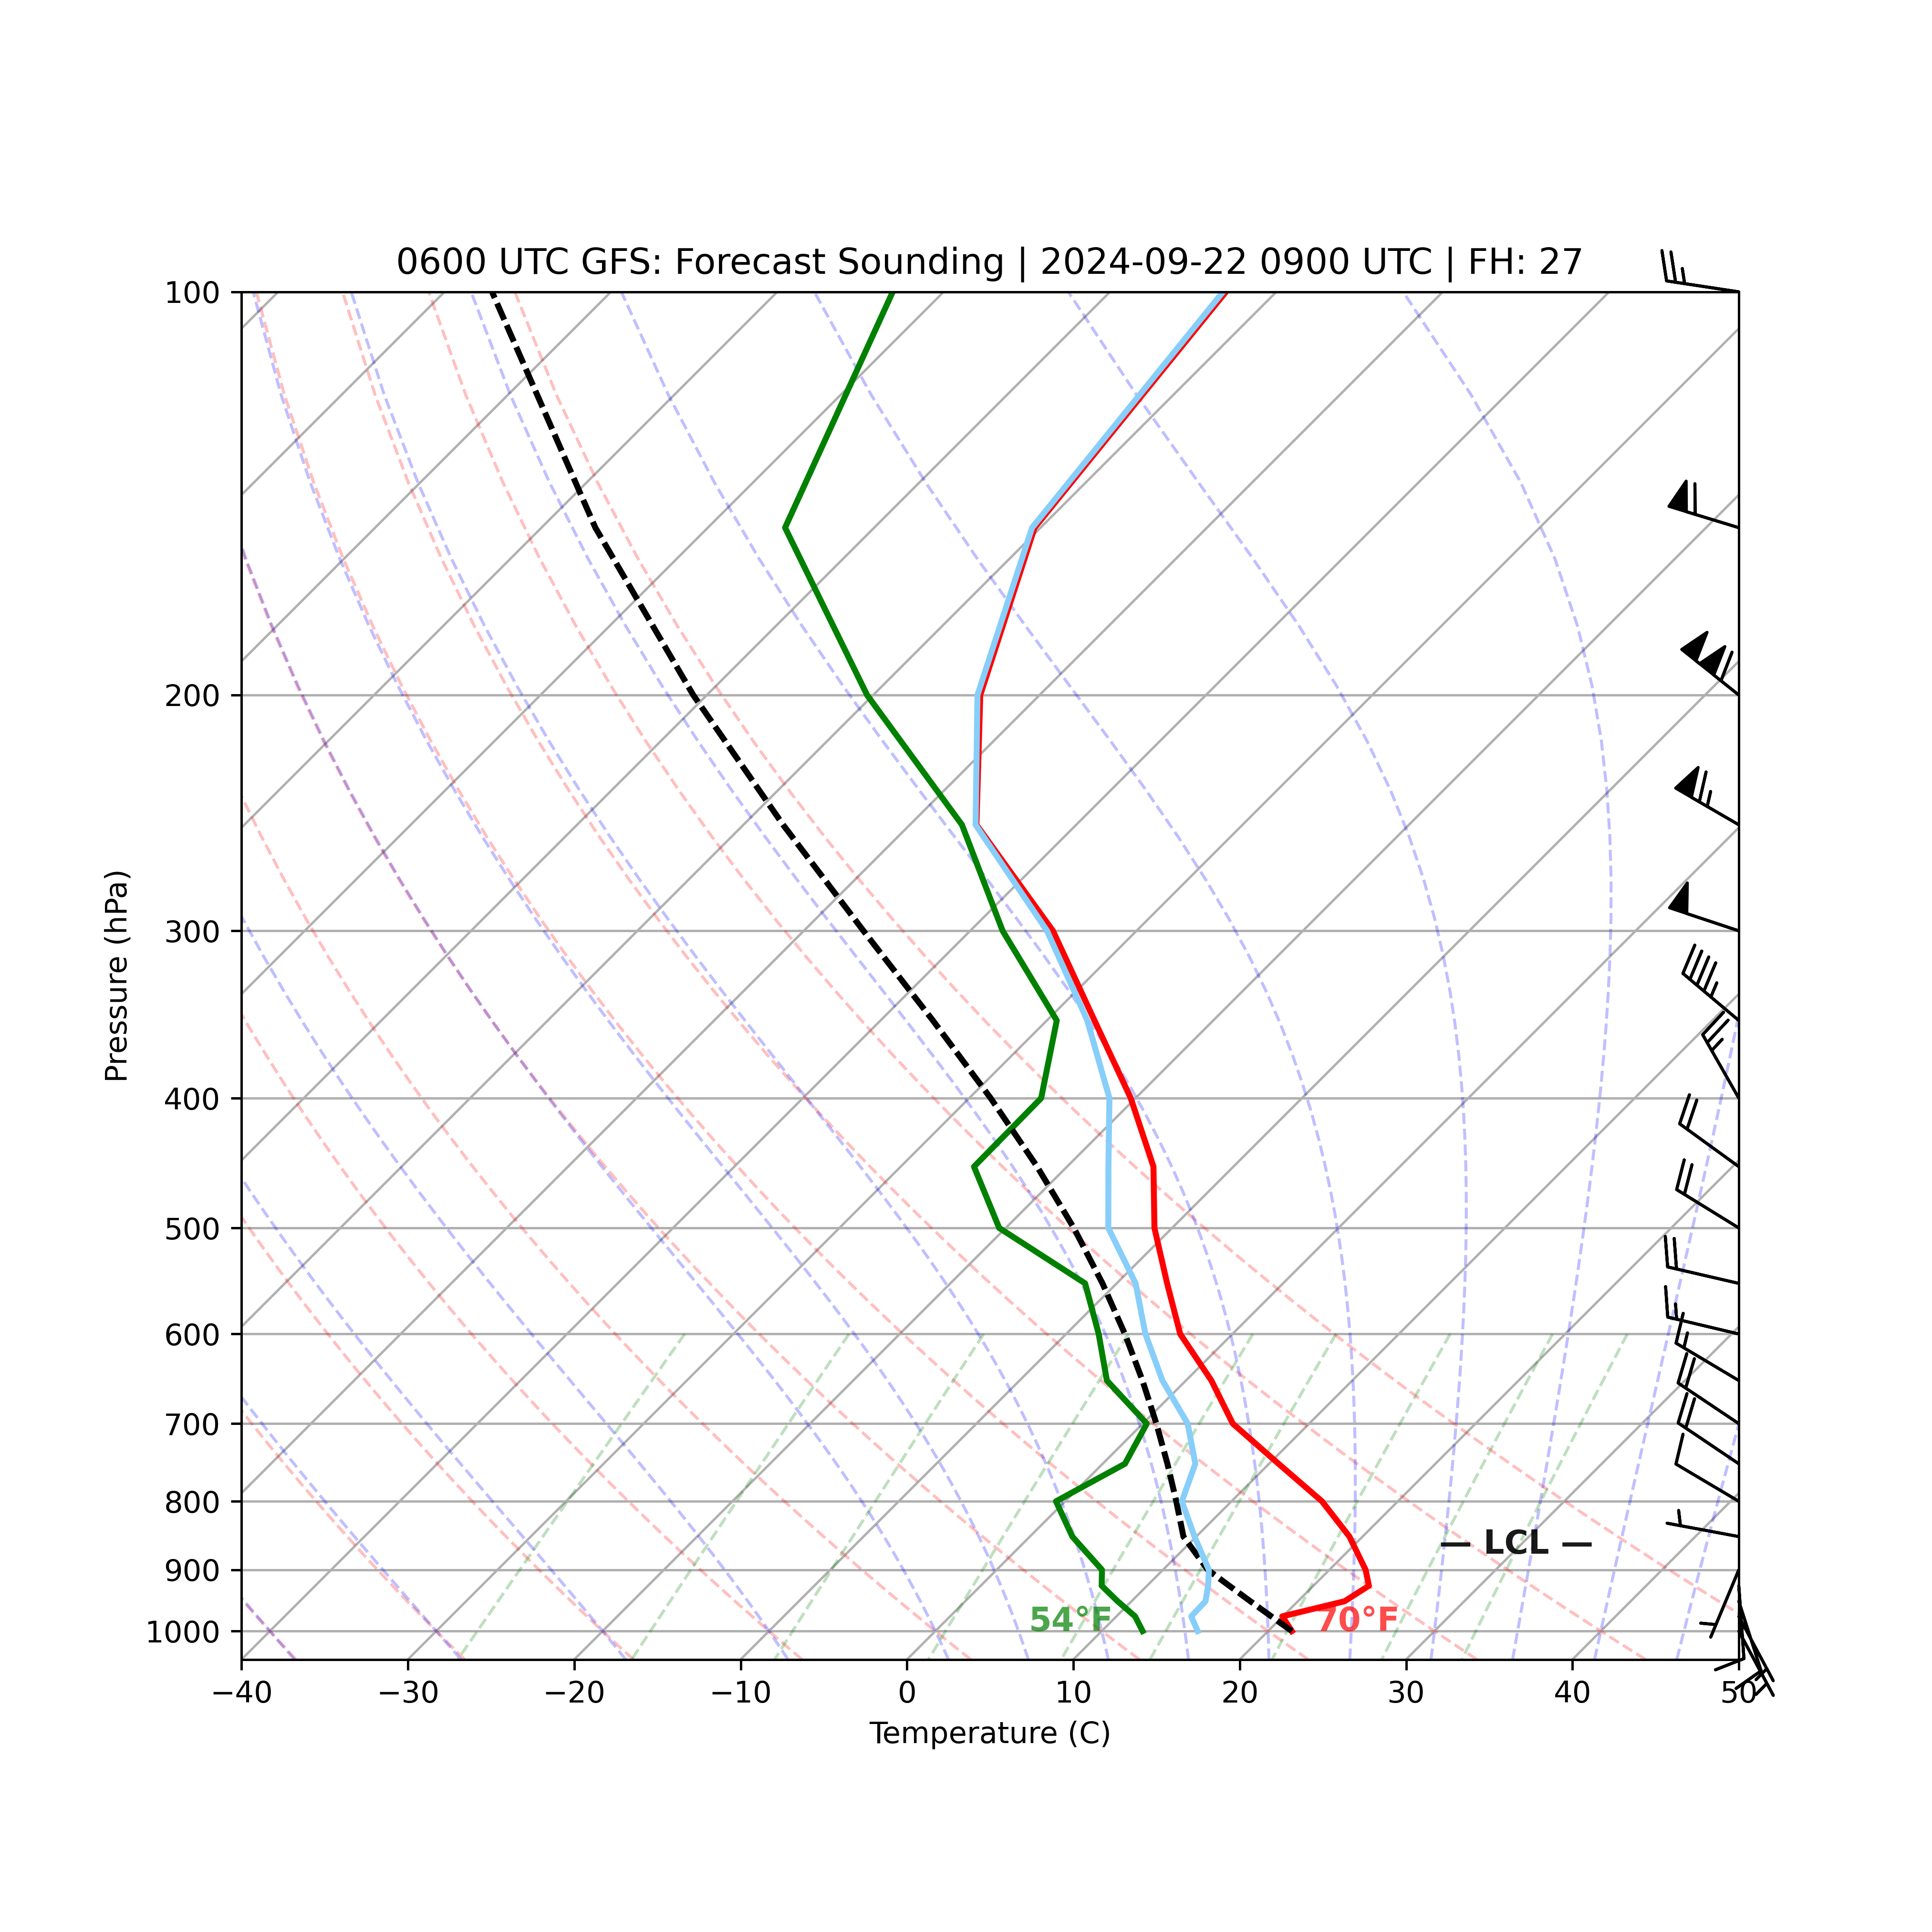 0600 UTC GFS: Forecast Sounding | 2024-09-22 0900 UTC | FH: 27
100
200
300
400
500
600
700
800
900
1000
Pressure (hPa)
— LCL —
54°F
70°F
−40 −30 −20 −10 0 10 20 30 40 50
Temperature (C)